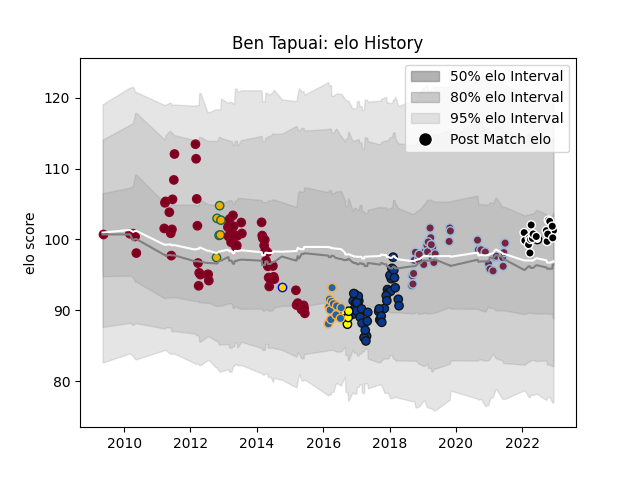 Ben Tapuai: elo History
50% elo Interval
80% elo Interval
95% elo Interval
Post Match elo
elo score
120
110
100
90
80
2010 2012 2014 2016 2018 2020 2022